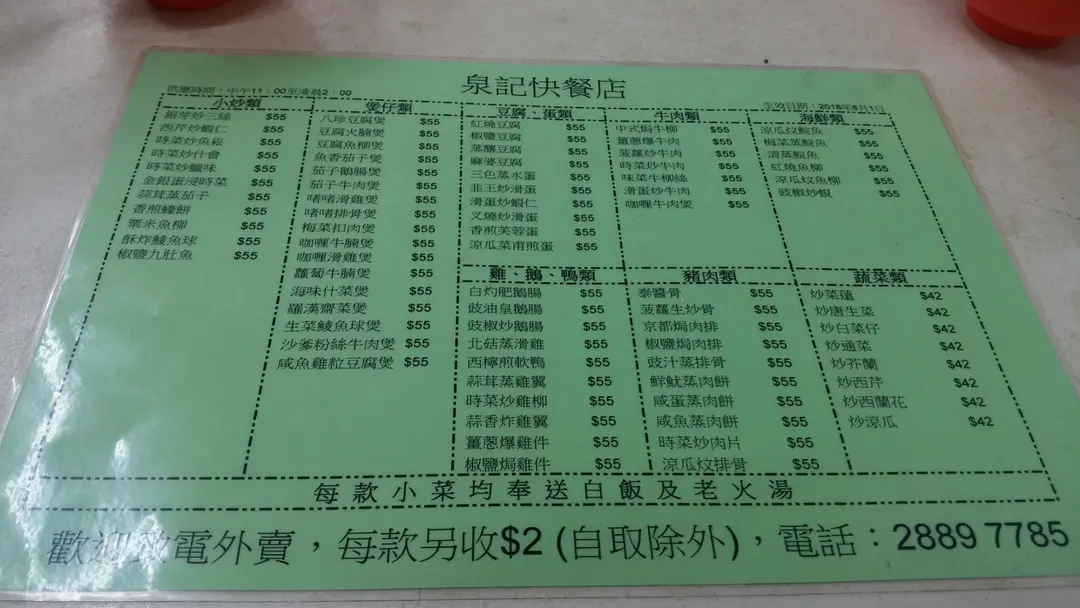 泉記快餐店
供應時間：中午11：00至凌晨2：00
生效日期：2018年5月1日
小炒類
銀芽炒三絲 $55
西芹炒蝦仁 $55
時菜炒魚崧 $55
時菜炒什會 $55
時菜炒臘味 $55
金銀蛋浸時菜 $55
蒜茸蒸茄子 $55
香煎蠔餅 $55
粟米魚柳 $55
酥炸鯪魚球 $55
椒鹽九肚魚 $55
煲仔類
八珍豆腐煲 $55
豆腐火腩煲 $55
豆腐魚柳煲 $55
魚香茄子煲 $55
茄子鵝腸煲 $55
茄子牛肉煲 $55
啫啫滑雞煲 $55
啫啫排骨煲 $55
梅菜扣肉煲 $55
咖喱牛腩煲 $55
咖喱滑雞煲 $55
蘿蔔牛腩煲 $55
海味什菜煲 $55
羅漢齋菜煲 $55
生菜鯪魚球煲 $55
沙爹粉絲牛肉煲 $55
咸魚雞粒豆腐煲 $55
豆腐、蛋類
紅燒豆腐 $55
椒鹽豆腐 $55
蒸釀豆腐 $55
麻婆豆腐 $55
三色蒸水蛋 $55
韭王炒滑蛋 $55
滑蛋炒蝦仁 $55
叉燒炒滑蛋 $55
香煎芙蓉蛋 $55
涼瓜菜甫煎蛋 $55
牛肉類
中式焗牛柳 $55
薑蔥爆牛肉 $55
菠蘿炒牛肉 $55
時菜炒牛肉 $55
味菜牛柳絲 $55
滑蛋炒牛肉 $55
咖喱牛肉煲 $55
海鮮類
涼瓜炆鯇魚 $55
梅菜蒸鯇魚 $55
滑蒸鯇魚 $55
紅燒魚柳 $55
涼瓜炆魚柳 $55
豉椒炒蜆 $55
雞、鵝、鴨類
白灼肥鵝腸 $55
豉油皇鵝腸 $55
豉椒炒鵝腸 $55
北菇蒸滑雞 $55
西檸煎軟鴨 $55
蒜茸蒸雞翼 $55
時菜炒雞柳 $55
蒜香炸雞翼 $55
薑蔥爆雞件 $55
椒鹽焗雞件 $55
豬肉類
泰醬骨 $55
菠蘿生炒骨 $55
京都焗肉排 $55
椒鹽焗肉排 $55
豉汁蒸排骨 $55
鮮魷蒸肉餅 $55
咸蛋蒸肉餅 $55
咸魚蒸肉餅 $55
時菜炒肉片 $55
涼瓜炆排骨 $55
蔬菜類
炒菜遠 $42
炒唐生菜 $42
炒白菜仔 $42
炒通菜 $42
炒芥蘭 $42
炒西芹 $42
炒西蘭花 $42
炒涼瓜 $42
每款小菜均奉送白飯及老火湯
歡迎致電外賣，每款另收$2 (自取除外)，電話：2889 7785